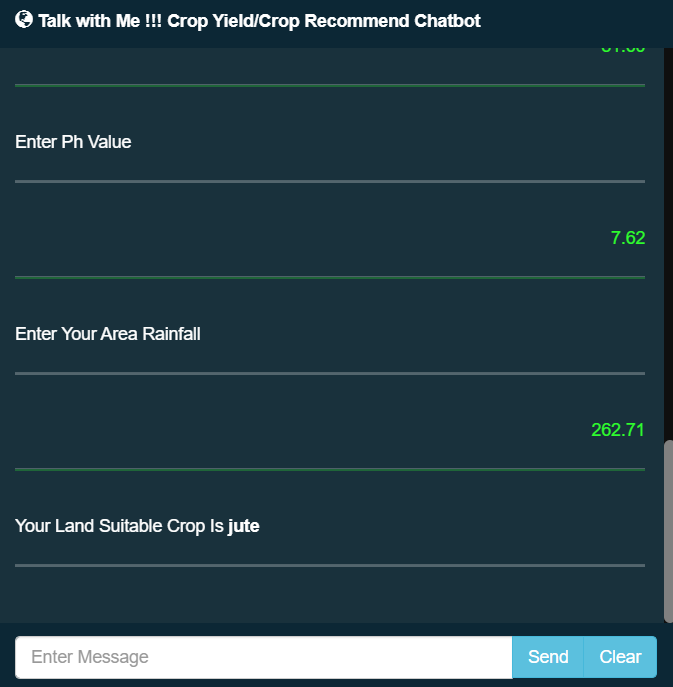 Talk with Me !!! Crop Yield/Crop Recommend Chatbot
Enter Ph Value
7.62
Enter Your Area Rainfall
262.71
Your Land Suitable Crop Is jute
Enter Message
Send
Clear